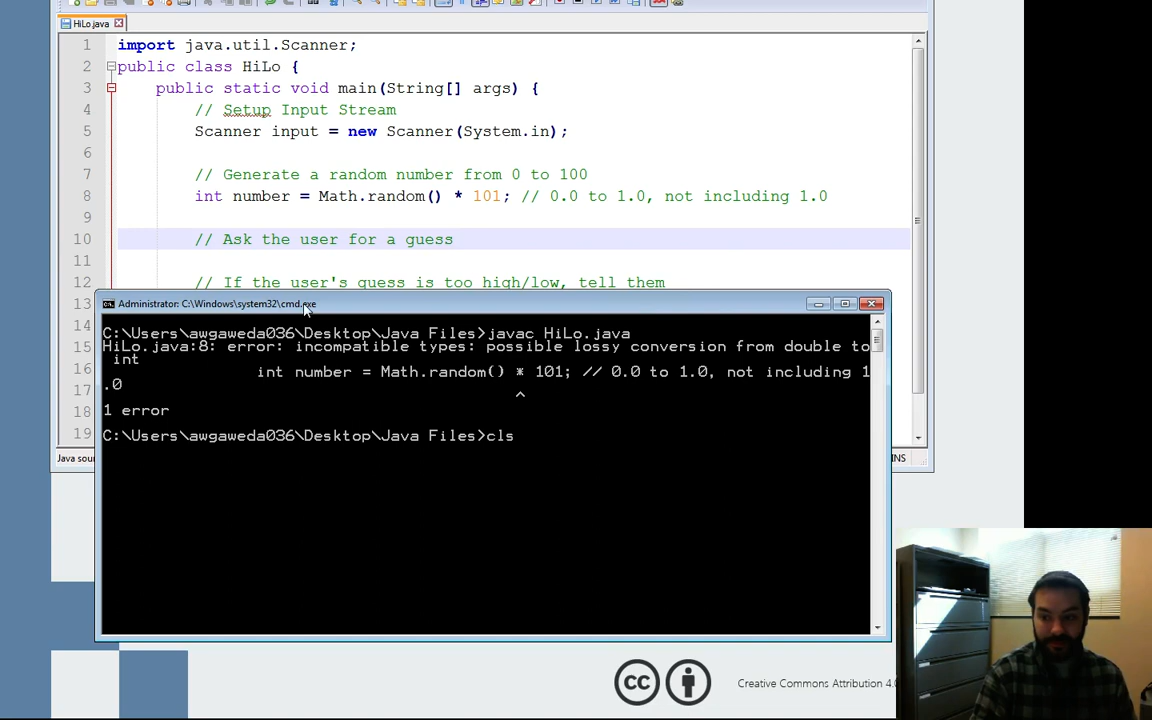 HiLo.java
1 import java.util.Scanner;
2 public class HiLo {
3 public static void main(String[] args) {
4 // Setup Input Stream
5 Scanner input = new Scanner(System.in);
6
7 // Generate a random number from 0 to 100
8 int number = Math.random() * 101; // 0.0 to 1.0, not including 1.0
9
10 // Ask the user for a guess
11
12 // If the user's guess is too high/low, tell them
13
14
15
16
17
18
19
Java sour
INS
Administrator: C:\Windows\system32\cmd.exe
C:\Users\awgaweda036\Desktop\Java Files>javac HiLo.java
HiLo.java:8: error: incompatible types: possible lossy conversion from double to
int
int number = Math.random() * 101; // 0.0 to 1.0, not including 1
.0
^
1 error
C:\Users\awgaweda036\Desktop\Java Files>cls
cc
Creative Commons Attribution 4.0